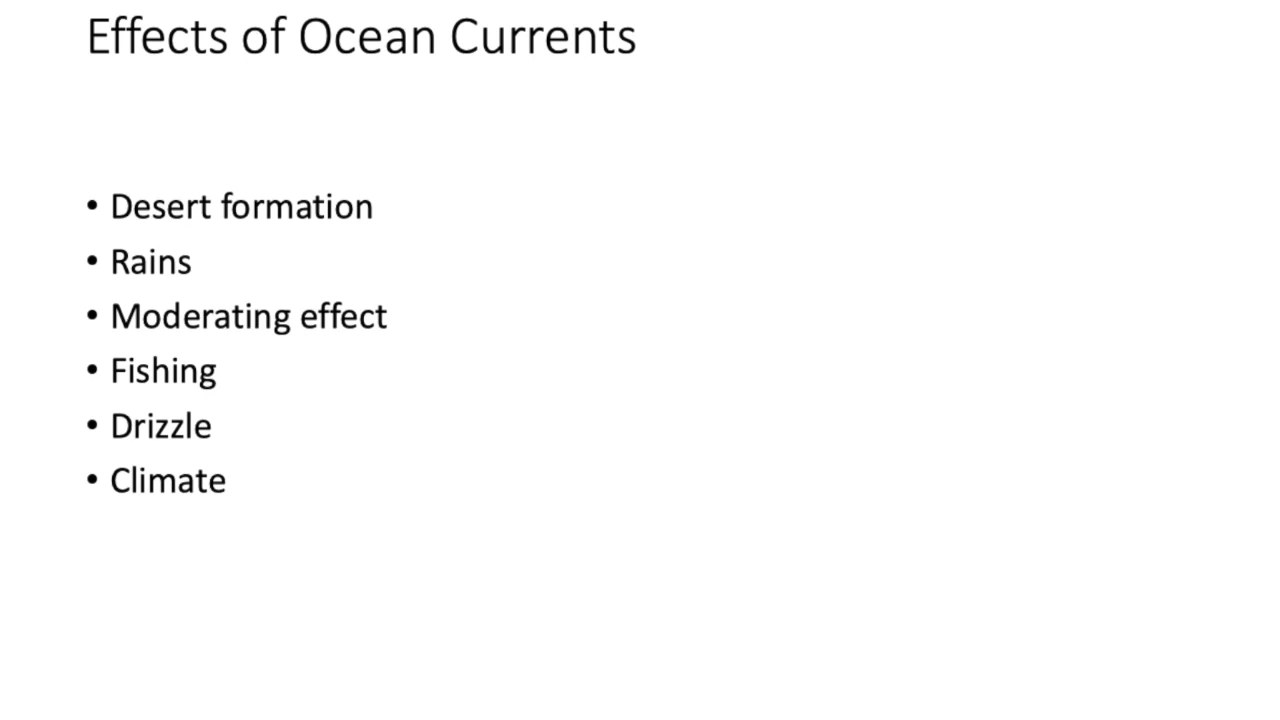 Effects of Ocean Currents
• Desert formation
• Rains
• Moderating effect
• Fishing
• Drizzle
• Climate